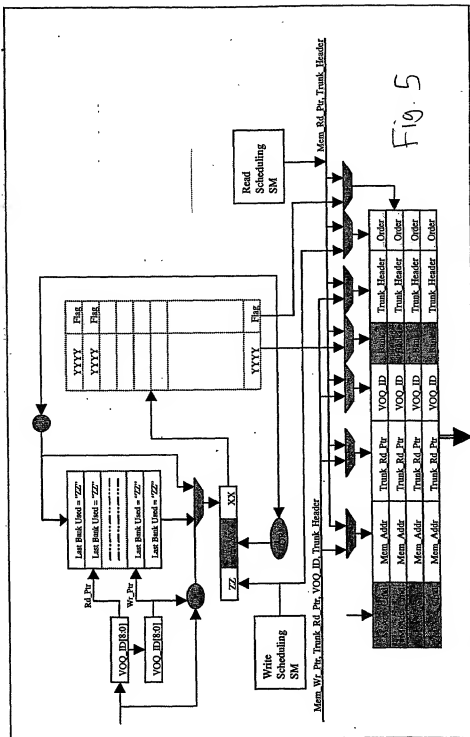 VOQ_ID[8:0]
VOQ_ID[8:0]
Rd_Ptr
Wr_Ptr
Last Bank Used = "ZZ"
Last Bank Used = "ZZ"
Last Bank Used = "ZZ"
Last Bank Used = "ZZ"
YYYY Flag
YYYY Flag
YYYY Flag
ZZ XX
Write
Scheduling
SM
Read
Scheduling
SM
Mem_Wr_Ptr, Trunk_Rd_Ptr, VOQ_ID, Trunk_Header
Mem_Rd_Ptr, Trunk_Header
Mem_Addr Trunk_Rd_Ptr VOQ_ID Trunk_Header Order
Mem_Addr Trunk_Rd_Ptr VOQ_ID Trunk_Header Order
Mem_Addr Trunk_Rd_Ptr VOQ_ID Trunk_Header Order
Mem_Addr Trunk_Rd_Ptr VOQ_ID Trunk_Header Order
Fig. 5